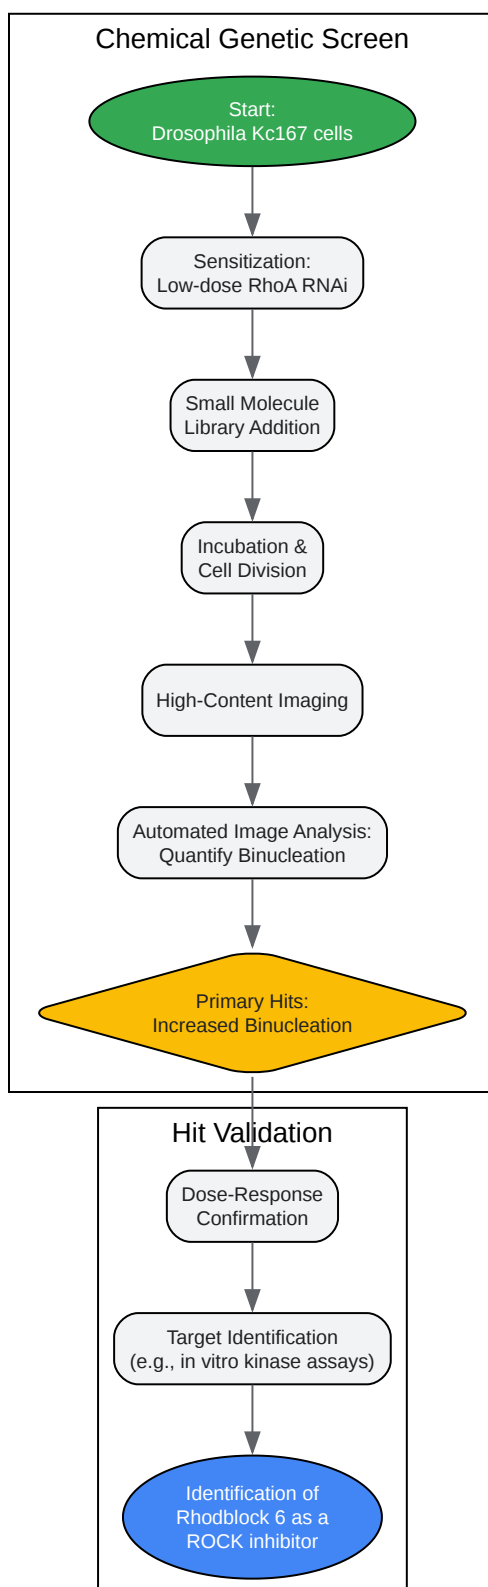 Chemical Genetic Screen
Start:
Drosophila Kc167 cells
Sensitization:
Low-dose RhoA RNAi
Small Molecule
Library Addition
Incubation &
Cell Division
High-Content Imaging
Automated Image Analysis:
Quantify Binucleation
Primary Hits:
Increased Binucleation
Hit Validation
Dose-Response
Confirmation
Target Identification
(e.g., in vitro kinase assays)
Identification of
Rhodblock 6 as a
ROCK inhibitor